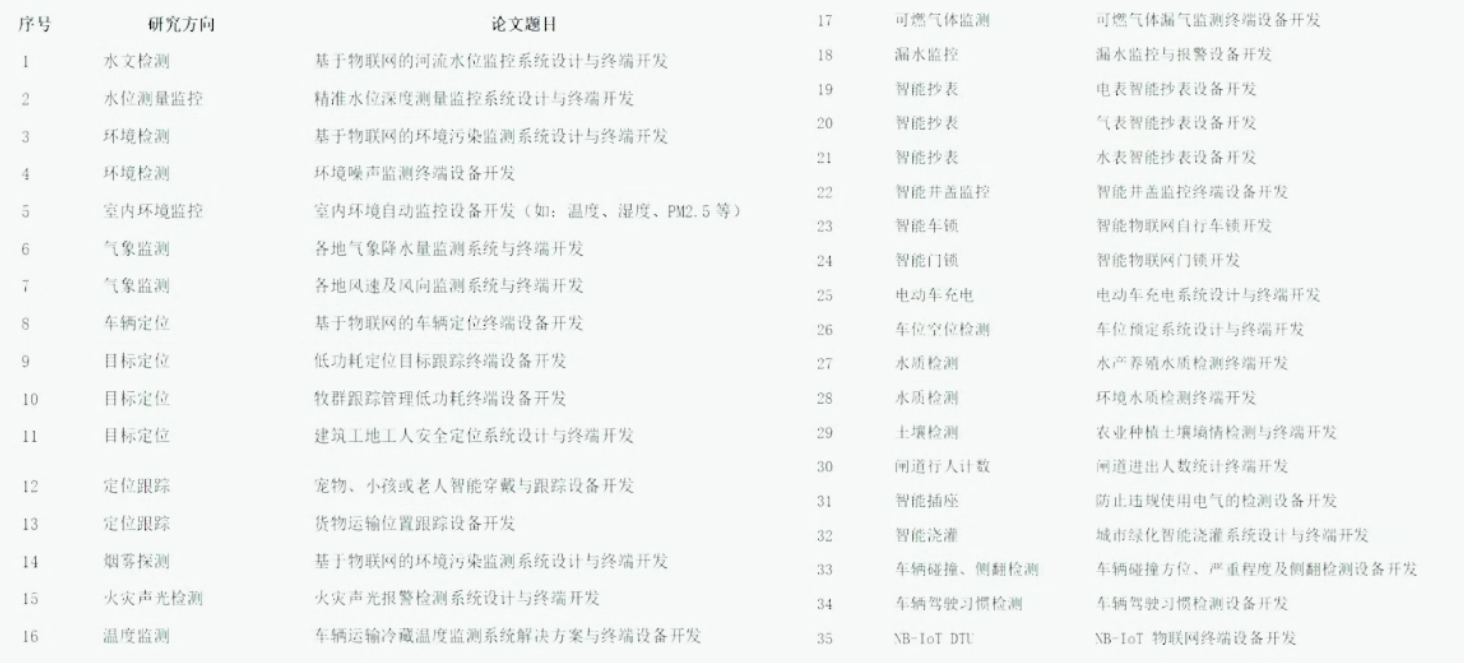 序号 研究方向 论文题目
1 水文检测 基于物联网的河流水位监控系统设计与终端开发
2 水位测量监控 精准水位深度测量监控系统设计与终端开发
3 环境检测 基于物联网的环境污染监测系统设计与终端开发
4 环境检测 环境噪声监测终端设备开发
5 室内环境监控 室内环境自动监控设备开发（如：温度、湿度、PM2.5等）
6 气象监测 各地气象降水量监测系统与终端开发
7 气象监测 各地风速及风向监测系统与终端开发
8 车辆定位 基于物联网的车辆定位终端设备开发
9 目标定位 低功耗定位目标跟踪终端设备开发
10 目标定位 牧群跟踪管理低功耗终端设备开发
11 目标定位 建筑工地工人安全定位系统设计与终端开发
12 定位跟踪 宠物、小孩或老人智能穿戴与跟踪设备开发
13 定位跟踪 货物运输位置跟踪设备开发
14 烟雾探测 基于物联网的环境污染监测系统设计与终端开发
15 火灾声光检测 火灾声光报警检测系统设计与终端开发
16 温度监测 车辆运输冷藏温度监测系统解决方案与终端设备开发
17 可燃气体监测 可燃气体漏气监测终端设备开发
18 漏水监控 漏水监控与报警设备开发
19 智能抄表 电表智能抄表设备开发
20 智能抄表 气表智能抄表设备开发
21 智能抄表 水表智能抄表设备开发
22 智能井盖监控 智能井盖监控终端设备开发
23 智能车锁 智能物联网自行车锁开发
24 智能门锁 智能物联网门锁开发
25 电动车充电 电动车充电系统设计与终端开发
26 车位空位检测 车位预定系统设计与终端开发
27 水质检测 水产养殖水质检测终端开发
28 水质检测 环境水质检测终端开发
29 土壤检测 农业种植土壤墒情检测与终端开发
30 闸道行人计数 闸道进出人数统计终端开发
31 智能插座 防止违规使用电气的检测设备开发
32 智能浇灌 城市绿化智能浇灌系统设计与终端开发
33 车辆碰撞、侧翻检测 车辆碰撞方位、严重程度及侧翻检测设备开发
34 车辆驾驶习惯检测 车辆驾驶习惯检测设备开发
35 NB-IoT DTU NB-IoT 物联网终端设备开发